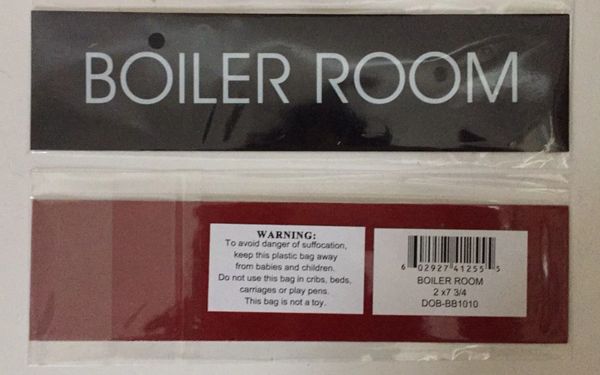 BOILER ROOM
WARNING:
To avoid danger of suffocation,
keep this plastic bag away
from babies and children.
Do not use this bag in cribs, beds,
carriages or play pens.
This bag is not a toy.
6 02927 41255 5
BOILER ROOM
2 x7 3/4
DOB-BB1010